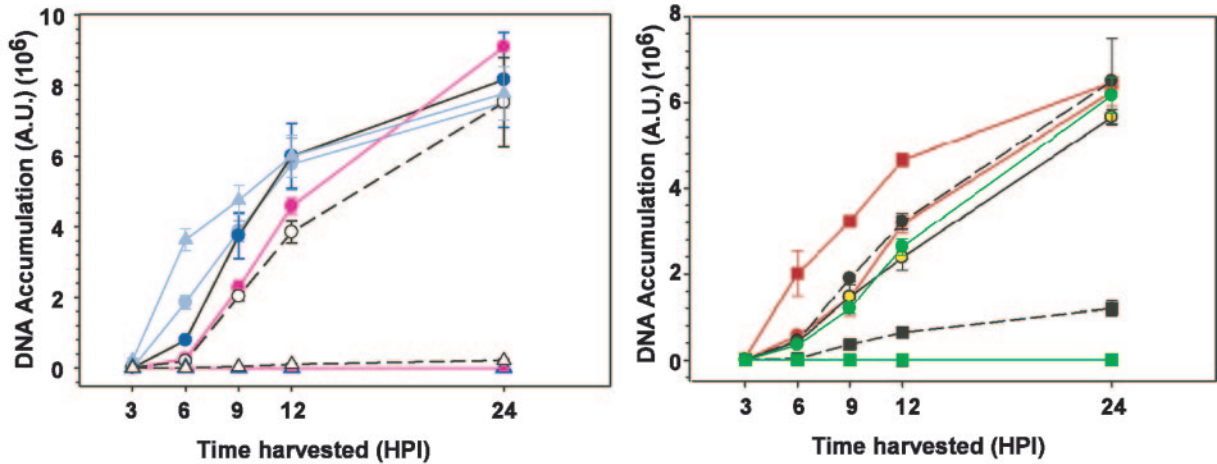 10
8
6
4
2
0
DNA Accumulation (A.U.) (10⁶)
3 6 9 12 24
Time harvested (HPI)
8
6
4
2
0
DNA Accumulation (A.U.) (10⁶)
3 6 9 12 24
Time harvested (HPI)